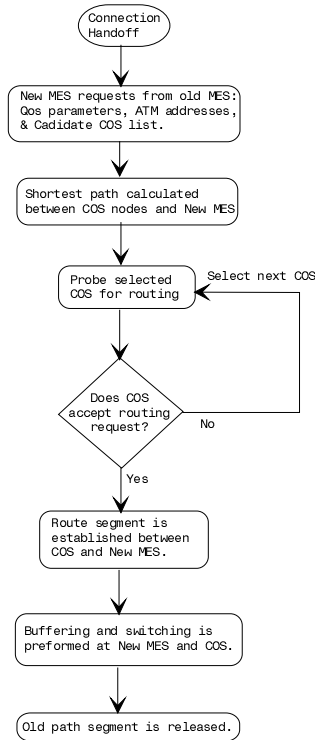 Connection
Handoff
New MES requests from old MES:
Qos parameters, ATM addresses,
& Cadidate COS list.
Shortest path calculated
between COS nodes and New MES
Probe selected
COS for routing
Select next COS
Does COS
accept routing
request?
No
Yes
Route segment is
established between
COS and New MES.
Buffering and switching is
preformed at New MES and COS.
Old path segment is released.